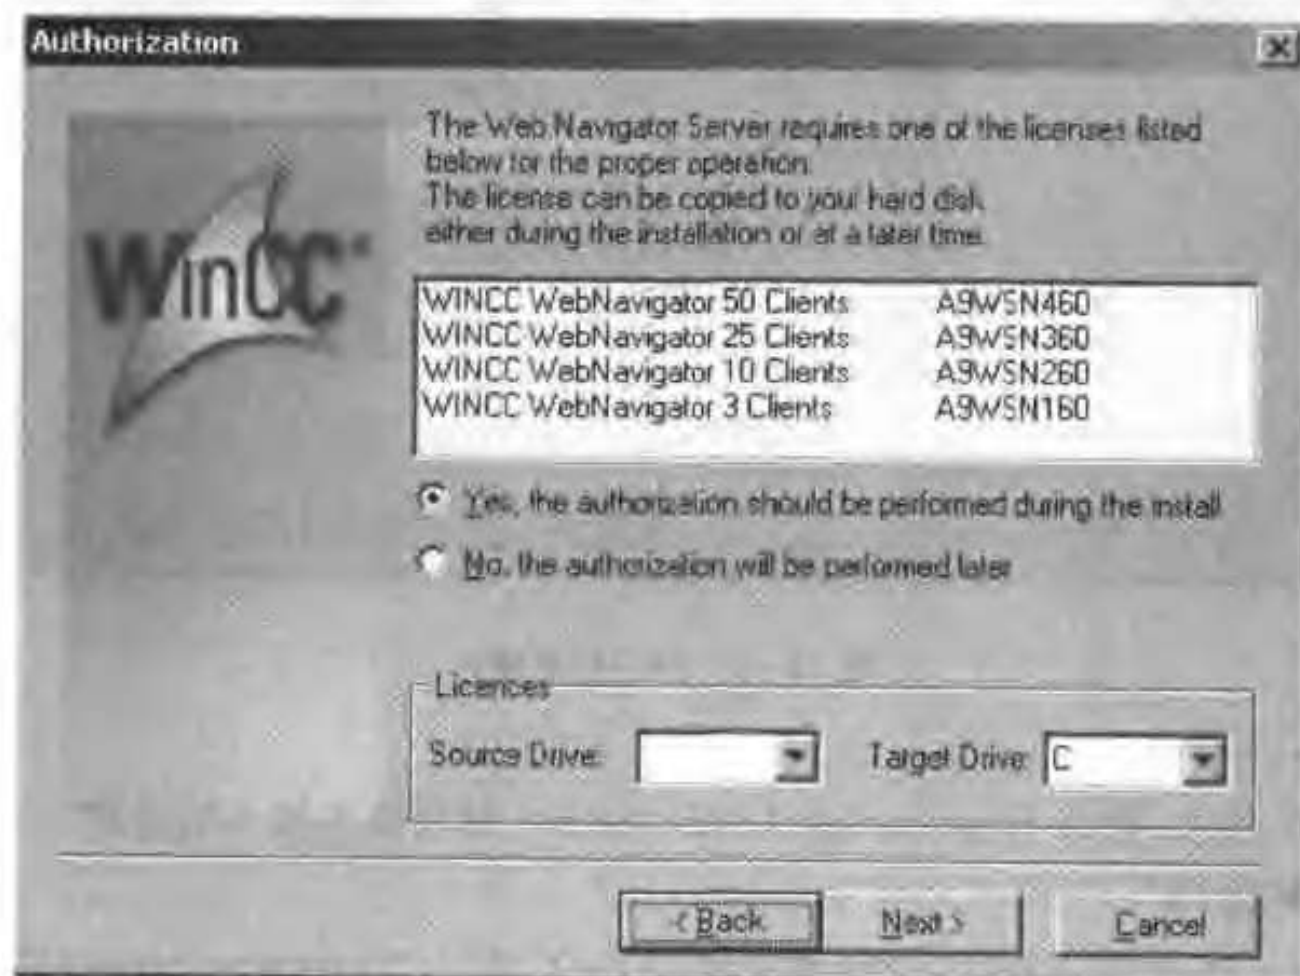 Authorization
The Web Navigator Server requires one of the licenses listed
below for the proper operation.
The license can be copied to your hard disk
either during the installation or at a later time.
WinCC
WINCC WebNavigator 50 Clients A9WSN460
WINCC WebNavigator 25 Clients A9WSN360
WINCC WebNavigator 10 Clients A9WSN260
WINCC WebNavigator 3 Clients A9WSN160
Yes, the authorization should be performed during the install
No, the authorization will be performed later
Licences
Source Drive: Target Drive: C
< Back Next > Cancel